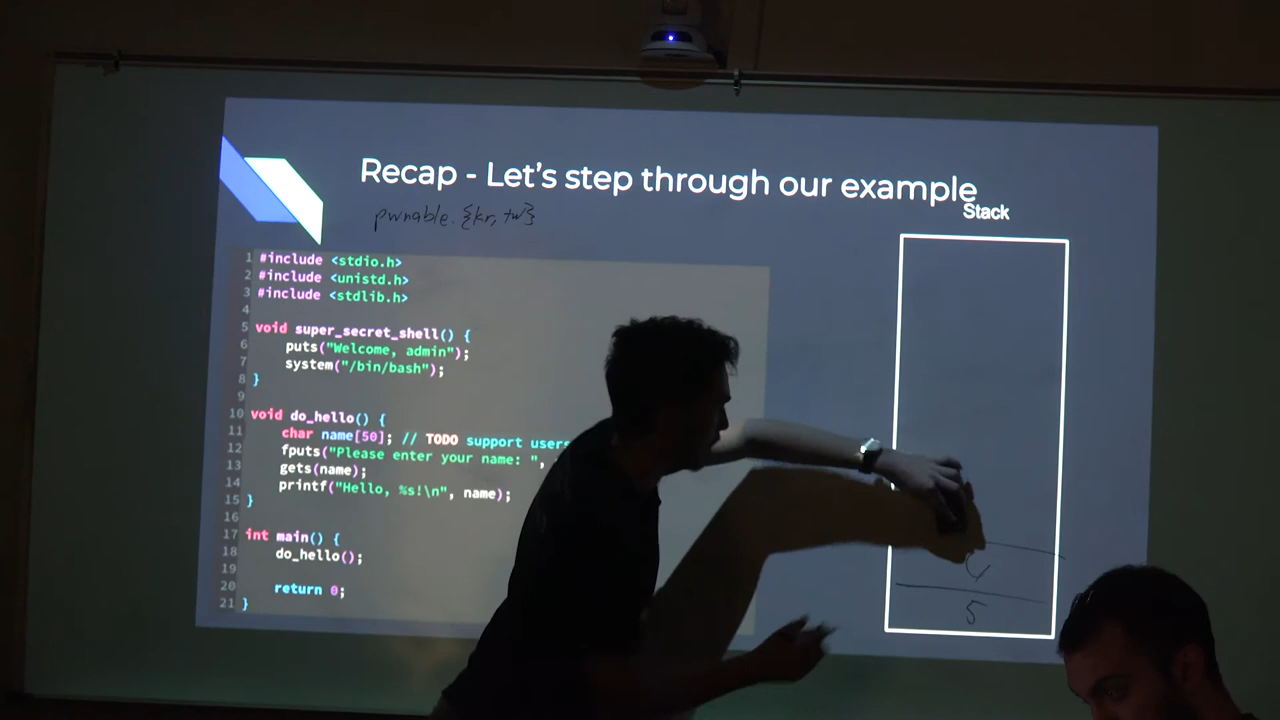 Recap - Let's step through our example
Stack
pwnable.{kr, tw}
1 #include <stdio.h>
2 #include <unistd.h>
3 #include <stdlib.h>
4
5 void super_secret_shell() {
6 puts("Welcome, admin");
7 system("/bin/bash");
8 }
9
10 void do_hello() {
11 char name[50]; // TODO support users
12 fputs("Please enter your name: ",
13 gets(name);
14 printf("Hello, %s!\n", name);
15 }
16
17 int main() {
18 do_hello();
19
20 return 0;
21 }
5